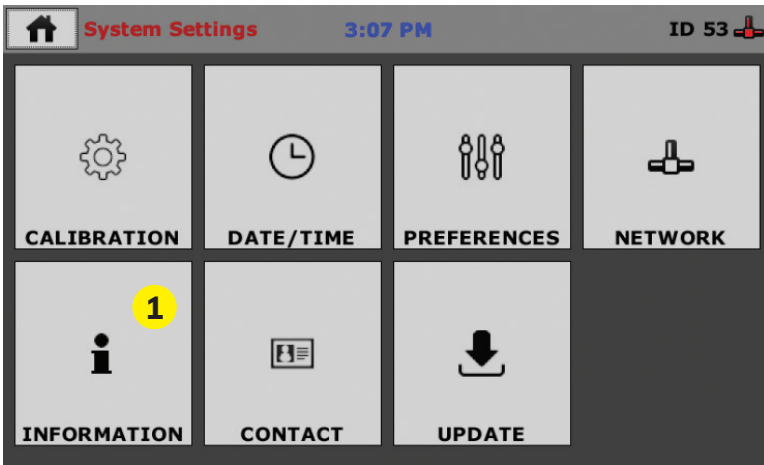 System Settings 3:07 PM ID 53
CALIBRATION DATE/TIME PREFERENCES NETWORK
1
INFORMATION CONTACT UPDATE